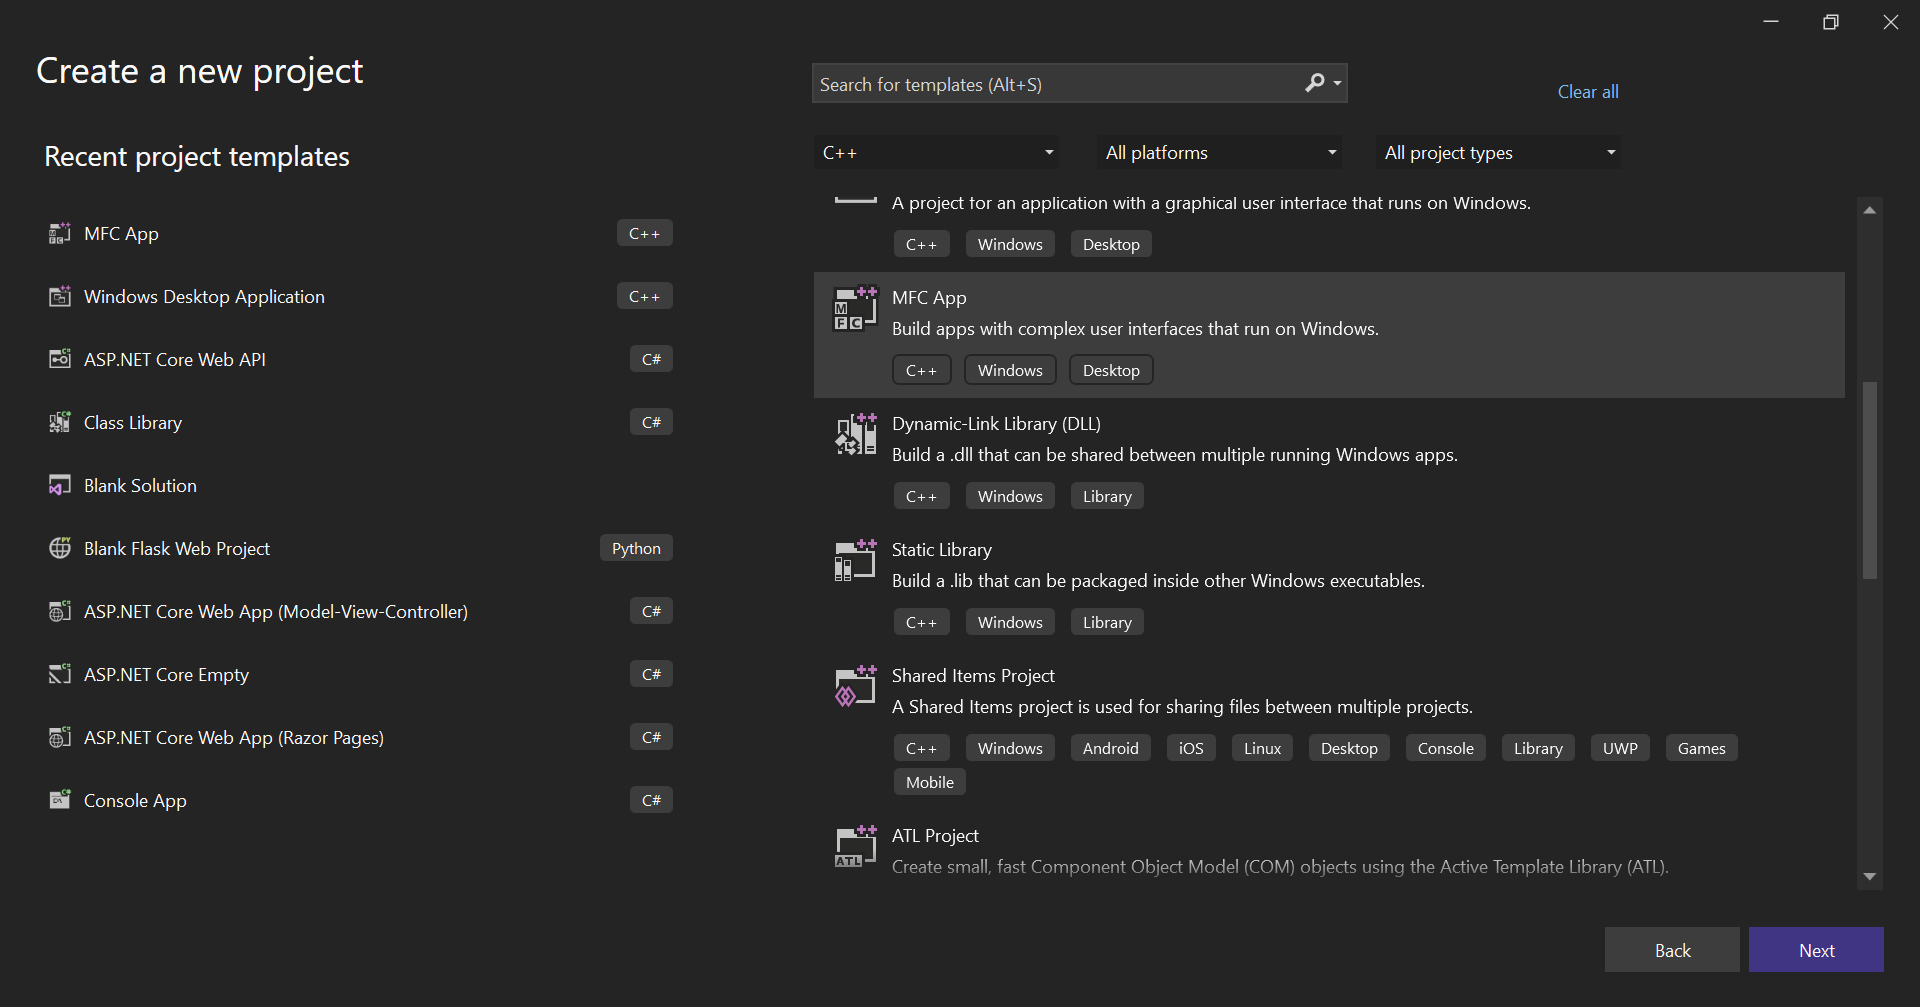 Create a new project
Search for templates (Alt+S)
Clear all
C++
All platforms
All project types
Recent project templates
MFC App
C++
Windows Desktop Application
C++
ASP.NET Core Web API
C#
Class Library
C#
Blank Solution
Blank Flask Web Project
Python
ASP.NET Core Web App (Model-View-Controller)
C#
ASP.NET Core Empty
C#
ASP.NET Core Web App (Razor Pages)
C#
Console App
C#
A project for an application with a graphical user interface that runs on Windows.
C++ Windows Desktop
MFC App
Build apps with complex user interfaces that run on Windows.
C++ Windows Desktop
Dynamic-Link Library (DLL)
Build a .dll that can be shared between multiple running Windows apps.
C++ Windows Library
Static Library
Build a .lib that can be packaged inside other Windows executables.
C++ Windows Library
Shared Items Project
A Shared Items project is used for sharing files between multiple projects.
C++ Windows Android iOS Linux Desktop Console Library UWP Games
Mobile
ATL Project
Create small, fast Component Object Model (COM) objects using the Active Template Library (ATL).
Back
Next